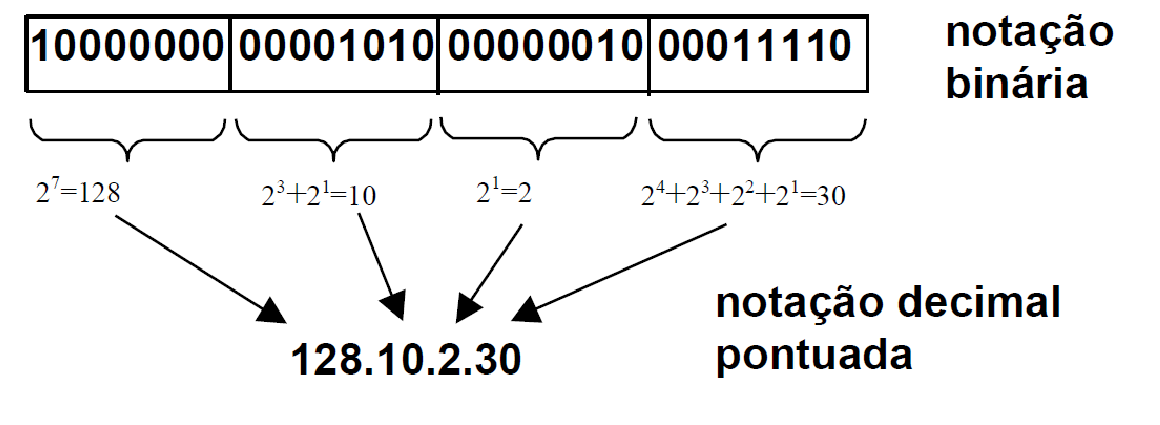 10000000 00001010 00000010 00011110
notação
binária
2⁷=128 2³+2¹=10 2¹=2 2⁴+2³+2²+2¹=30
notação decimal
pontuada
128.10.2.30